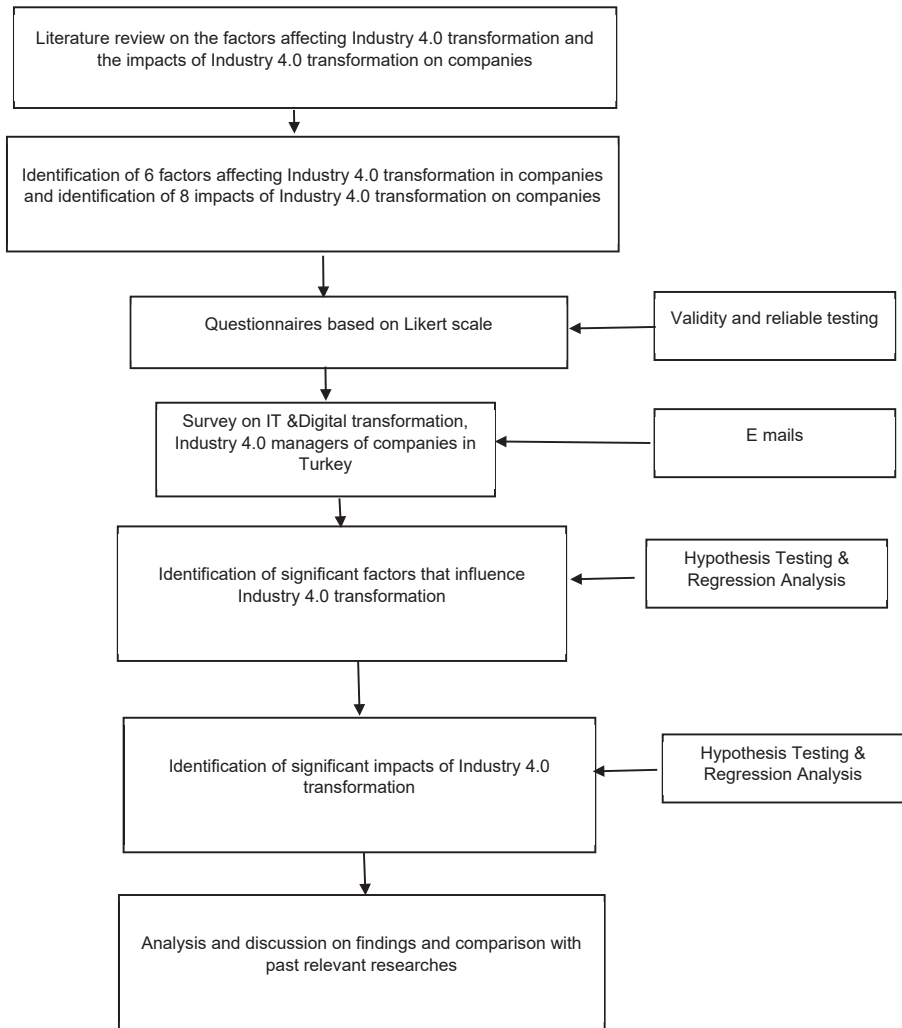 Literature review on the factors affecting Industry 4.0 transformation and
the impacts of Industry 4.0 transformation on companies
Identification of 6 factors affecting Industry 4.0 transformation in companies
and identification of 8 impacts of Industry 4.0 transformation on companies
Questionnaires based on Likert scale
Validity and reliable testing
Survey on IT &Digital transformation,
Industry 4.0 managers of companies in
Turkey
E mails
Identification of significant factors that influence
Industry 4.0 transformation
Hypothesis Testing &
Regression Analysis
Identification of significant impacts of Industry 4.0
transformation
Hypothesis Testing &
Regression Analysis
Analysis and discussion on findings and comparison with
past relevant researches